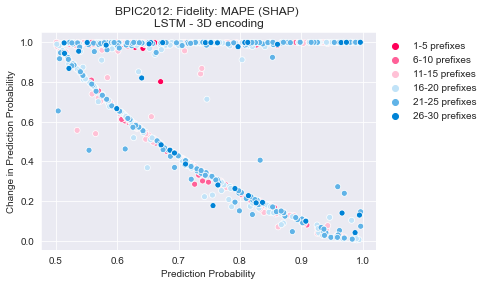 BPIC2012: Fidelity: MAPE (SHAP)
LSTM - 3D encoding
1.0
0.8
0.6
0.4
0.2
0.0
Change in Prediction Probability
0.5 0.6 0.7 0.8 0.9 1.0
Prediction Probability
1-5 prefixes
6-10 prefixes
11-15 prefixes
16-20 prefixes
21-25 prefixes
26-30 prefixes